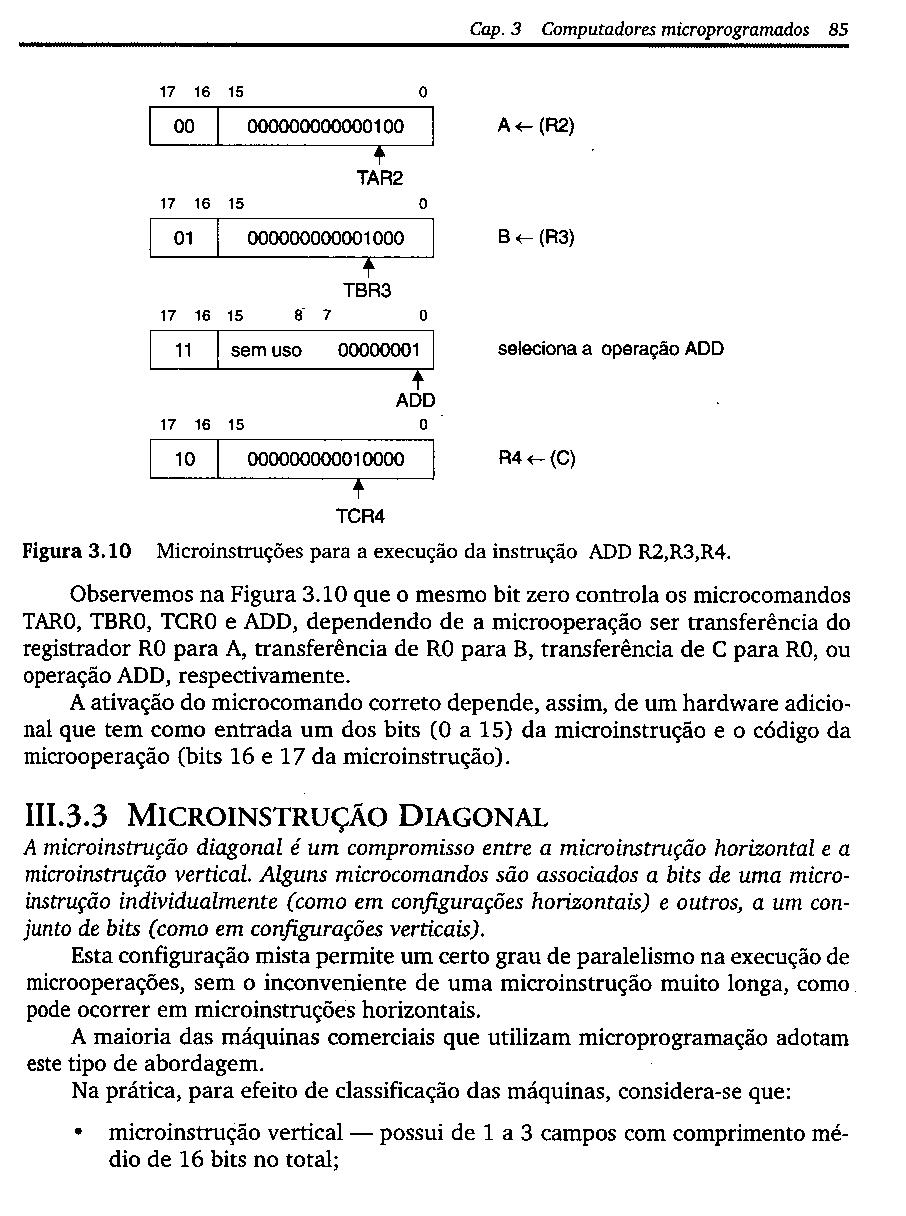 Cap. 3 Computadores microprogramados 85
17 16 15 0
00 000000000000100 A ← (R2)
TAR2
17 16 15 0
01 000000000001000 B ← (R3)
TBR3
17 16 15 8 7 0
11 sem uso 00000001 seleciona a operação ADD
ADD
17 16 15 0
10 000000000010000 R4 ← (C)
TCR4
Figura 3.10 Microinstruções para a execução da instrução ADD R2,R3,R4.
Observemos na Figura 3.10 que o mesmo bit zero controla os microcomandos
TAR0, TBR0, TCR0 e ADD, dependendo de a microoperação ser transferência do
registrador R0 para A, transferência de R0 para B, transferência de C para R0, ou
operação ADD, respectivamente.
A ativação do microcomando correto depende, assim, de um hardware adicio-
nal que tem como entrada um dos bits (0 a 15) da microinstrução e o código da
microoperação (bits 16 e 17 da microinstrução).
III.3.3 MICROINSTRUÇÃO DIAGONAL
A microinstrução diagonal é um compromisso entre a microinstrução horizontal e a
microinstrução vertical. Alguns microcomandos são associados a bits de uma micro-
instrução individualmente (como em configurações horizontais) e outros, a um con-
junto de bits (como em configurações verticais).
Esta configuração mista permite um certo grau de paralelismo na execução de
microoperações, sem o inconveniente de uma microinstrução muito longa, como
pode ocorrer em microinstruções horizontais.
A maioria das máquinas comerciais que utilizam microprogramação adotam
este tipo de abordagem.
Na prática, para efeito de classificação das máquinas, considera-se que:
• microinstrução vertical — possui de 1 a 3 campos com comprimento mé-
dio de 16 bits no total;